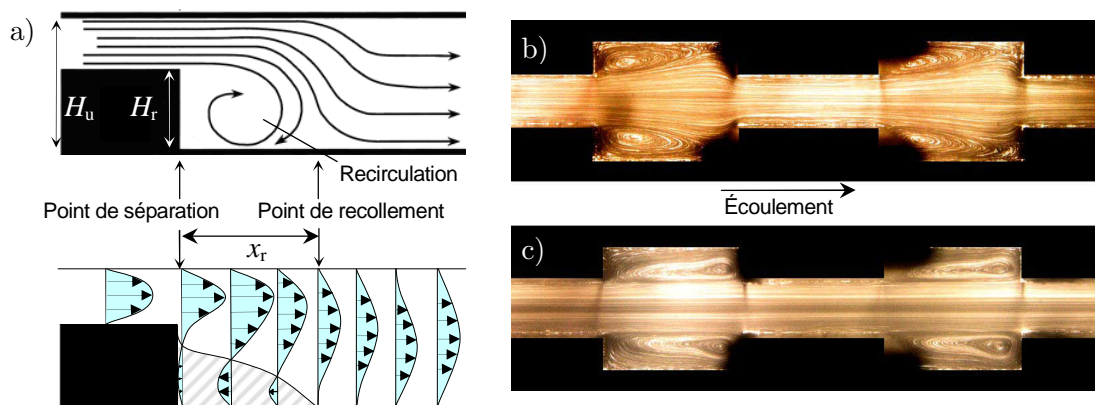 a)
H_u
H_r
Recirculation
Point de séparation
Point de recollement
x_r
b)
Écoulement
c)